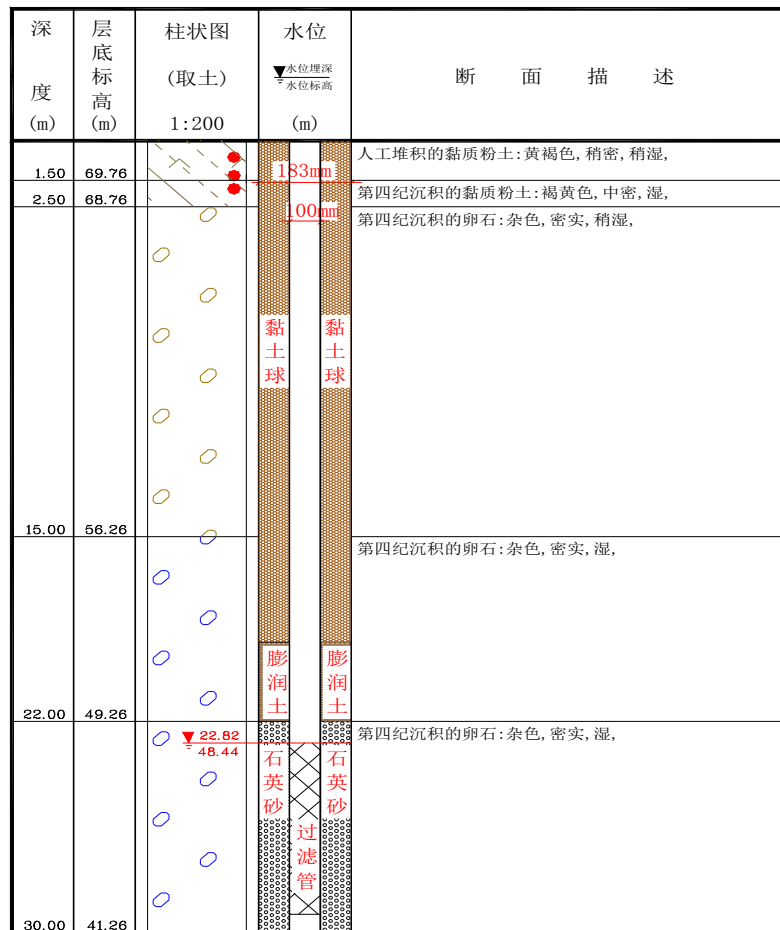 深度(m)
层底标高(m)
柱状图
(取土)
1:200
水位
水位埋深
水位标高
(m)
断面描述
1.50 69.76
人工堆积的黏质粉土:黄褐色,稍密,稍湿,
183mm
2.50 68.76
第四纪沉积的黏质粉土:褐黄色,中密,湿,
100mm
第四纪沉积的卵石:杂色,密实,稍湿,
黏土球
黏土球
15.00 56.26
第四纪沉积的卵石:杂色,密实,湿,
膨润土
膨润土
22.00 49.26
第四纪沉积的卵石:杂色,密实,湿,
22.82
48.44
石英砂
石英砂
过滤管
30.00 41.26